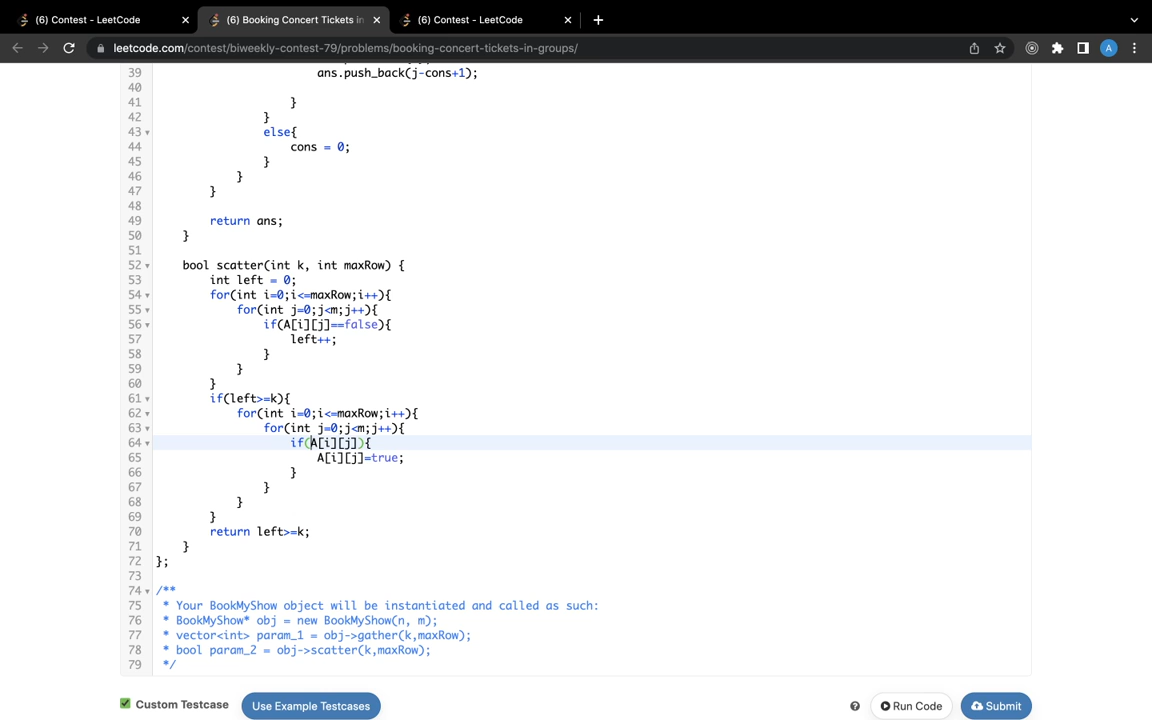 (6) Contest - LeetCode
(6) Booking Concert Tickets in
(6) Contest - LeetCode
leetcode.com/contest/biweekly-contest-79/problems/booking-concert-tickets-in-groups/
A
39 ans.push_back(j-cons+1);
40
41 }
42 }
43 else{
44 cons = 0;
45 }
46 }
47 }
48
49 return ans;
50 }
51
52 bool scatter(int k, int maxRow) {
53 int left = 0;
54 for(int i=0;i<=maxRow;i++){
55 for(int j=0;j<m;j++){
56 if(A[i][j]==false){
57 left++;
58 }
59 }
60 }
61 if(left>=k){
62 for(int i=0;i<=maxRow;i++){
63 for(int j=0;j<m;j++){
64 if(A[i][j]){
65 A[i][j]=true;
66 }
67 }
68 }
69 }
70 return left>=k;
71 }
72 };
73
74 /**
75 * Your BookMyShow object will be instantiated and called as such:
76 * BookMyShow* obj = new BookMyShow(n, m);
77 * vector<int> param_1 = obj->gather(k,maxRow);
78 * bool param_2 = obj->scatter(k,maxRow);
79 */
Custom Testcase Use Example Testcases ? Run Code Submit